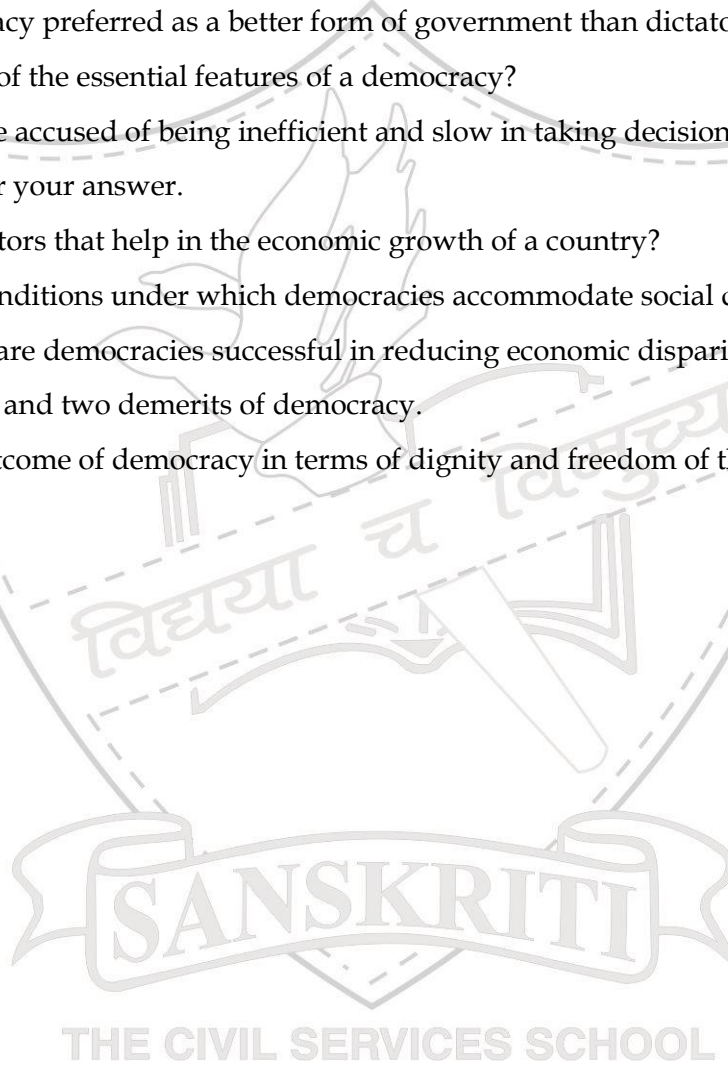 acy preferred as a better form of government than dictato
of the essential features of a democracy?
e accused of being inefficient and slow in taking decision
r your answer.
tors that help in the economic growth of a country?
nditions under which democracies accommodate social d
are democracies successful in reducing economic dispari
and two demerits of democracy.
tcome of democracy in terms of dignity and freedom of t
विद्यया च विमुच्य
SANSKRITI
THE CIVIL SERVICES SCHOOL